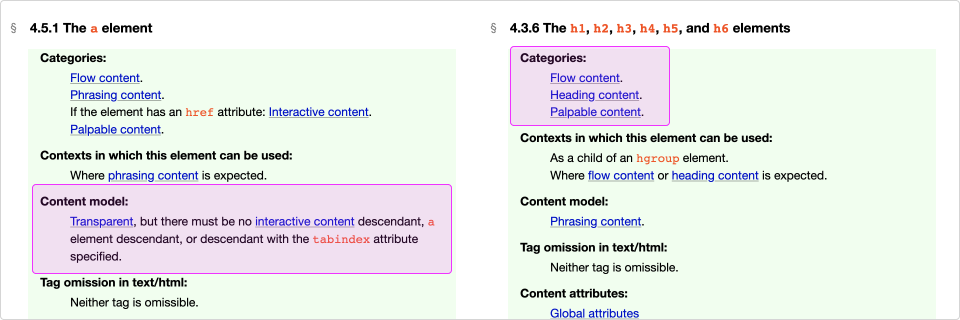 § 4.5.1 The a element
Categories:
Flow content.
Phrasing content.
If the element has an href attribute: Interactive content.
Palpable content.
Contexts in which this element can be used:
Where phrasing content is expected.
Content model:
Transparent, but there must be no interactive content descendant, a
element descendant, or descendant with the tabindex attribute
specified.
Tag omission in text/html:
Neither tag is omissible.
§ 4.3.6 The h1, h2, h3, h4, h5, and h6 elements
Categories:
Flow content.
Heading content.
Palpable content.
Contexts in which this element can be used:
As a child of an hgroup element.
Where flow content or heading content is expected.
Content model:
Phrasing content.
Tag omission in text/html:
Neither tag is omissible.
Content attributes:
Global attributes